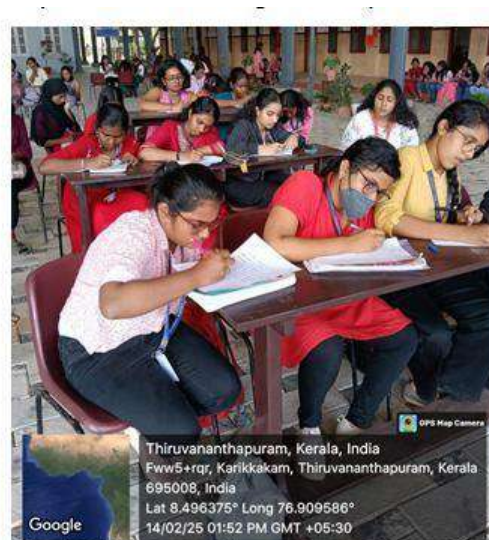 GPS Map Camera
Thiruvananthapuram, Kerala, India
Fww5+rqr, Karikkakam, Thiruvananthapuram, Kerala
695008, India
Lat 8.496375° Long 76.909586°
14/02/25 01:52 PM GMT +05:30
Google